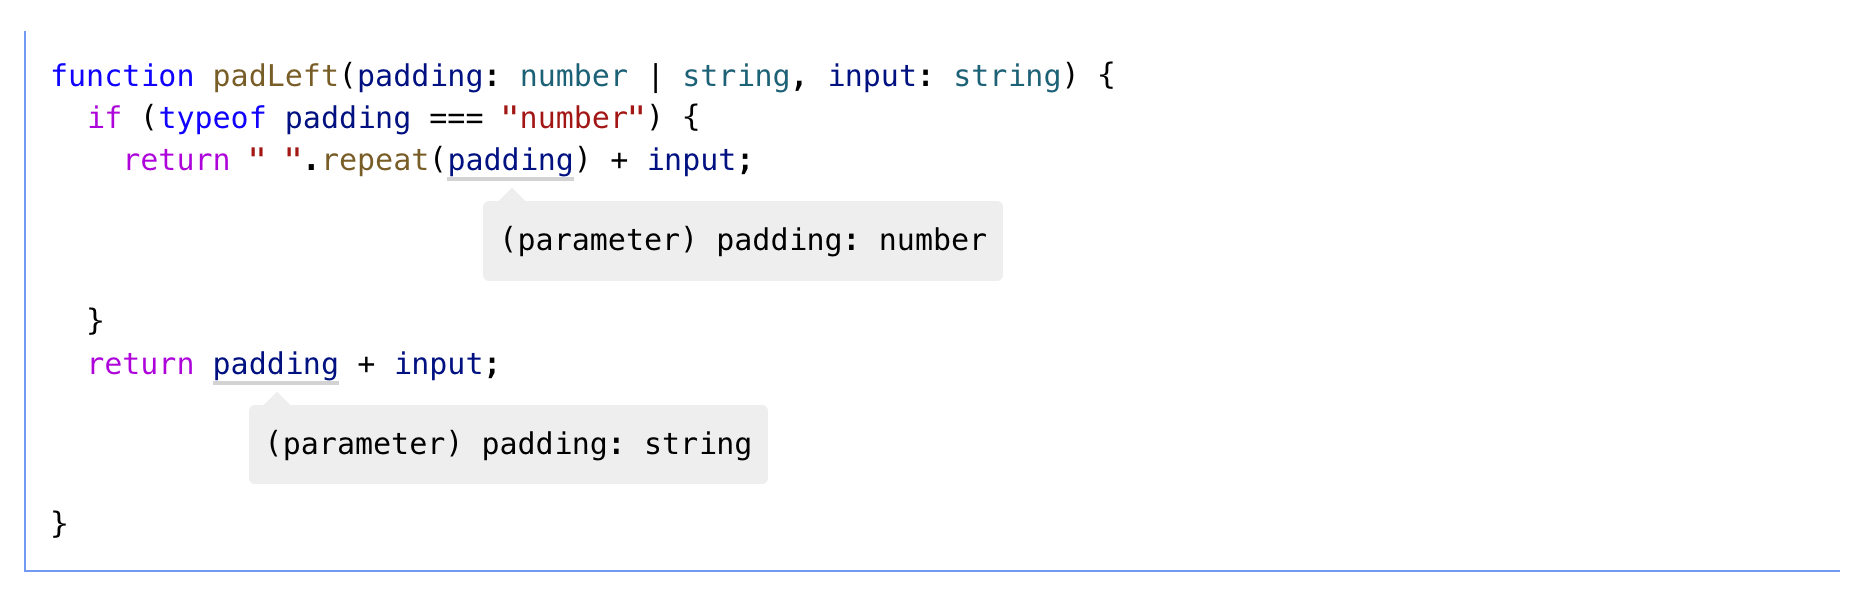 function padLeft(padding: number | string, input: string) {
  if (typeof padding === "number") {
    return " ".repeat(padding) + input;
(parameter) padding: number
  }
  return padding + input;
(parameter) padding: string
}